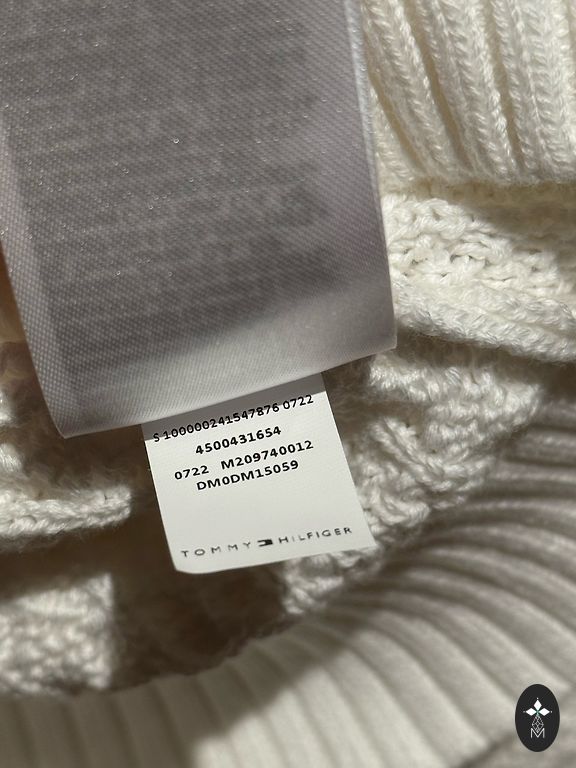 S 100000241547876 0722
4500431654
0722 M209740012
DM0DM15059
TOMMY HILFIGER
M